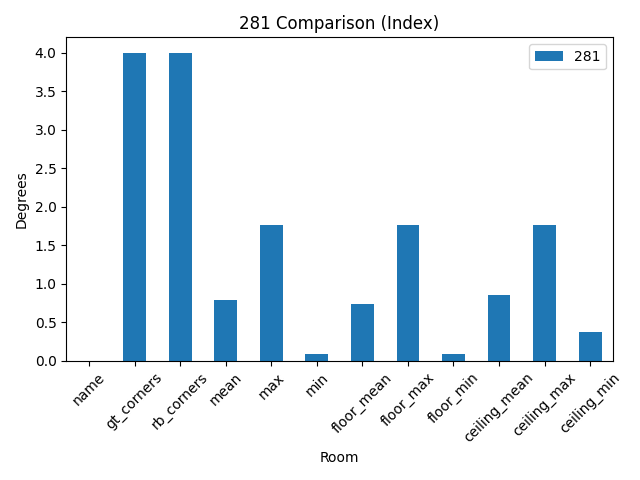 281 Comparison (Index)
281
Degrees
4.0
3.5
3.0
2.5
2.0
1.5
1.0
0.5
0.0
name
gt_corners
rb_corners
mean
max
min
floor_mean
floor_max
floor_min
ceiling_mean
ceiling_max
ceiling_min
Room